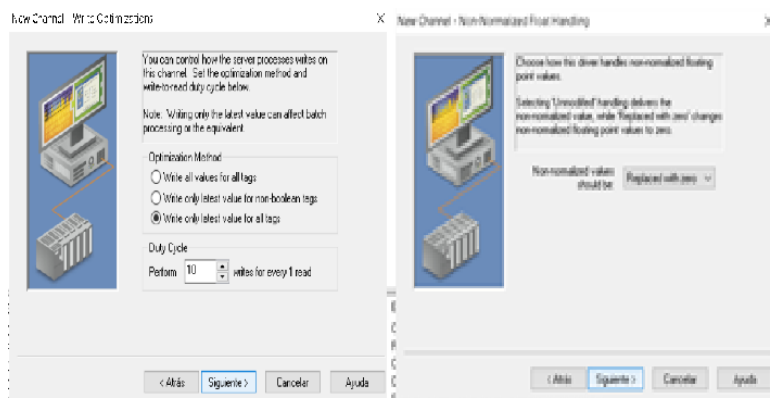 New Channel - Write Optimizations
You can control how the server processes writes on
this channel. Set the optimization method and
write-to-read duty cycle below.
Note: Writing only the latest value can affect batch
processing or the equivalent.
Optimization Method
Write all values for all tags
Write only latest value for non-boolean tags
Write only latest value for all tags
Duty Cycle
Perform 10 writes for every 1 read
< Atrás Siguiente > Cancelar Ayuda
New Channel - Non-Normalized Float Handling
Choose how this driver handles non-normalized floating
point values.
Selecting 'Unmodified' handling delivers the
non-normalized value, while 'Replaced with zero' changes
non-normalized floating point values to zero.
Non-normalized values
should be: Replaced with zero
< Atrás Siguiente > Cancelar Ayuda